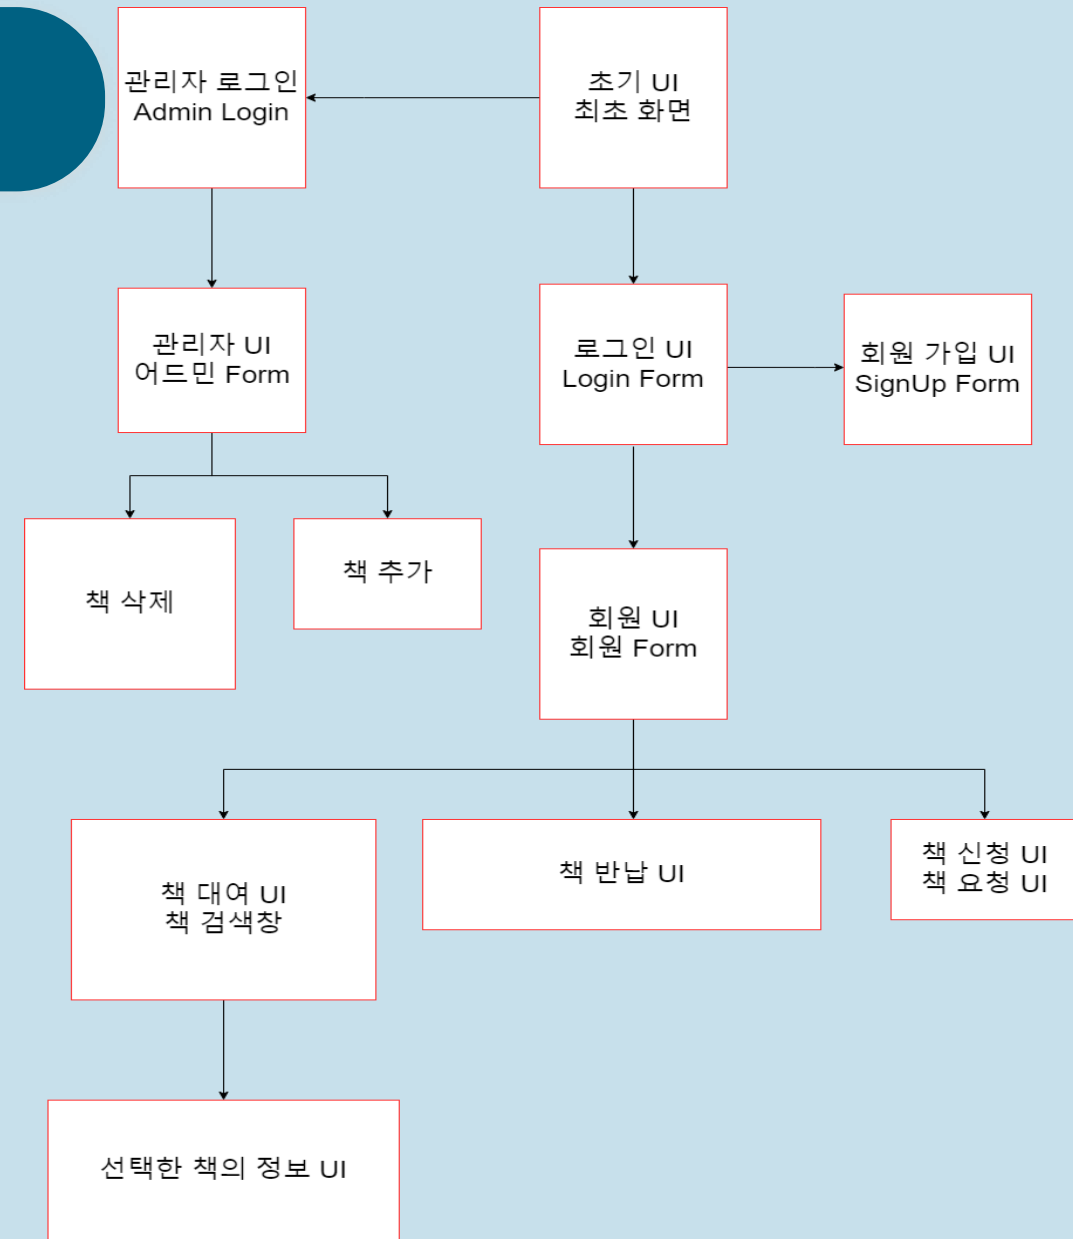 관리자 로그인
Admin Login
초기 UI
최초 화면
관리자 UI
어드민 Form
로그인 UI
Login Form
회원 가입 UI
SignUp Form
책 삭제
책 추가
회원 UI
회원 Form
책 대여 UI
책 검색창
책 반납 UI
책 신청 UI
책 요청 UI
선택한 책의 정보 UI